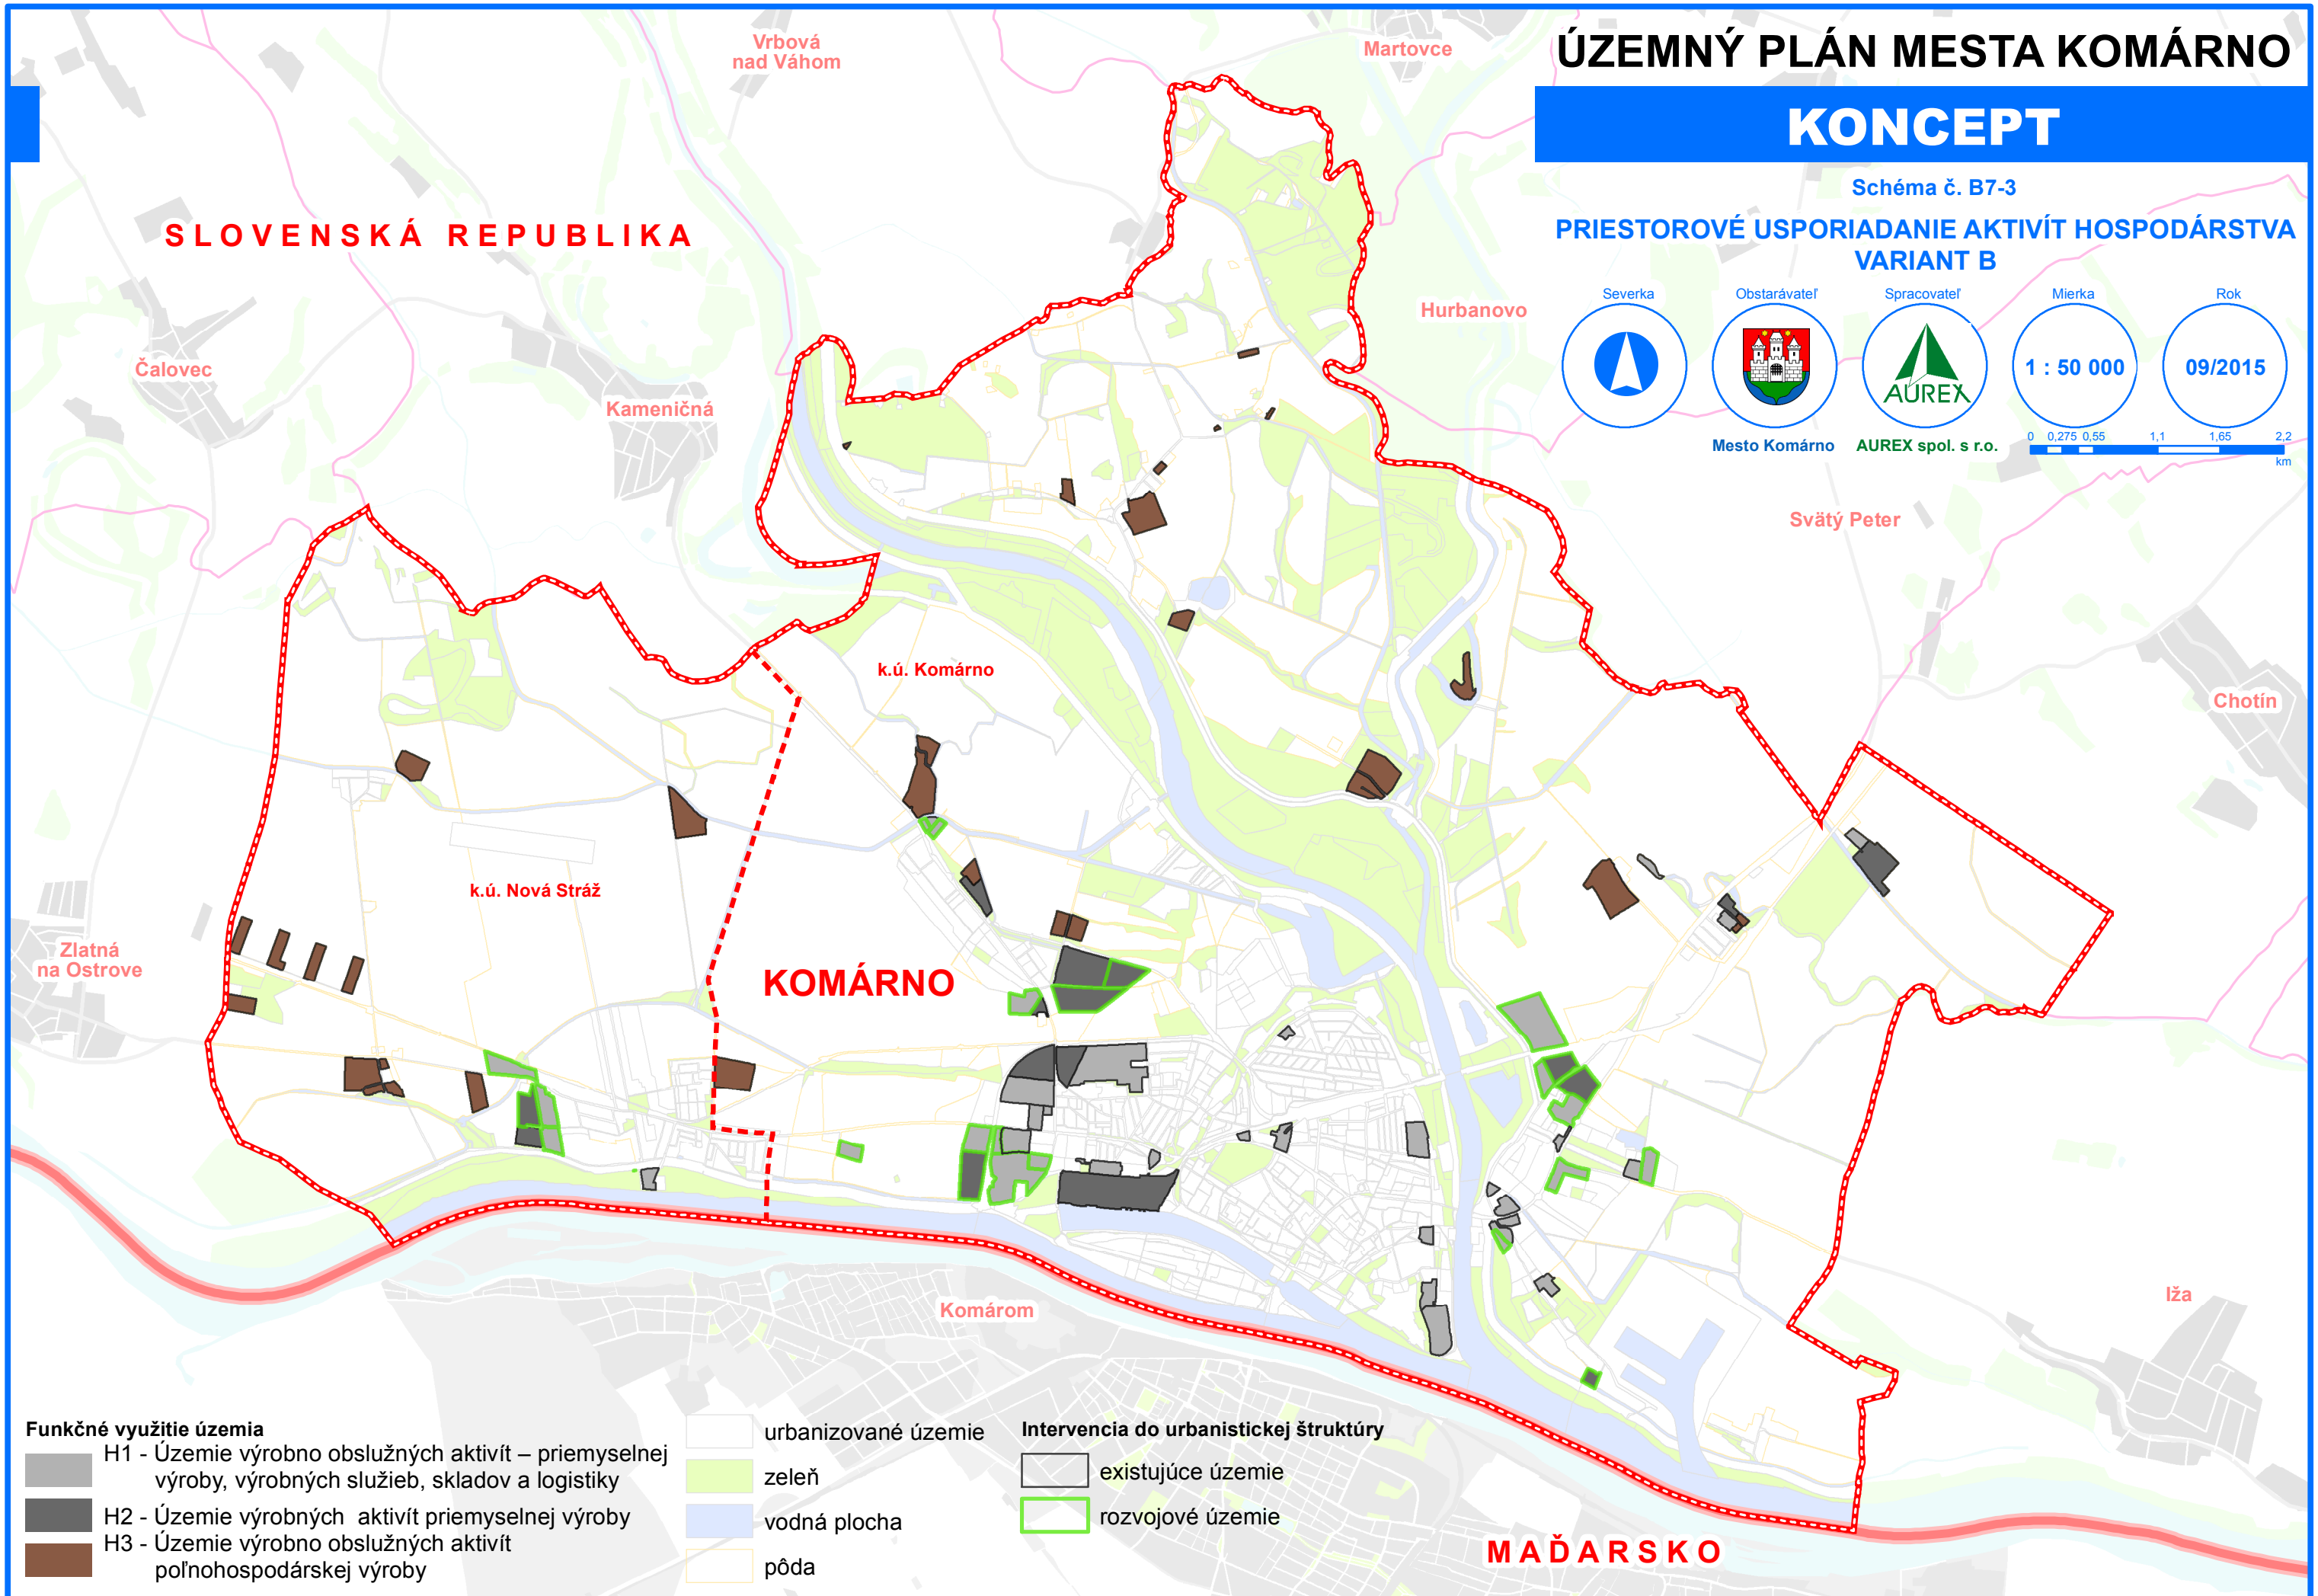 ÚZEMNÝ PLÁN MESTA KOMÁRNO
KONCEPT
Schéma č. B7-3
PRIESTOROVÉ USPORIADANIE AKTIVÍT HOSPODÁRSTVA
VARIANT B
Severka
Obstarávateľ
Spracovateľ
Mierka
Rok
AUREX
1 : 50 000
09/2015
Mesto Komárno
AUREX spol. s r.o.
0 0,275 0,55 1,1 1,65 2,2
km
Vrbová
nad Váhom
Martovce
SLOVENSKÁ REPUBLIKA
Hurbanovo
Čalovec
Kameničná
Svätý Peter
k.ú. Komárno
Chotín
k.ú. Nová Stráž
Zlatná
na Ostrove
KOMÁRNO
Komárom
Iža
MAĎARSKO
Funkčné využitie územia
H1 - Územie výrobno obslužných aktivít – priemyselnej
výroby, výrobných služieb, skladov a logistiky
H2 - Územie výrobných aktivít priemyselnej výroby
H3 - Územie výrobno obslužných aktivít
poľnohospodárskej výroby
urbanizované územie
zeleň
vodná plocha
pôda
Intervencia do urbanistickej štruktúry
existujúce územie
rozvojové územie